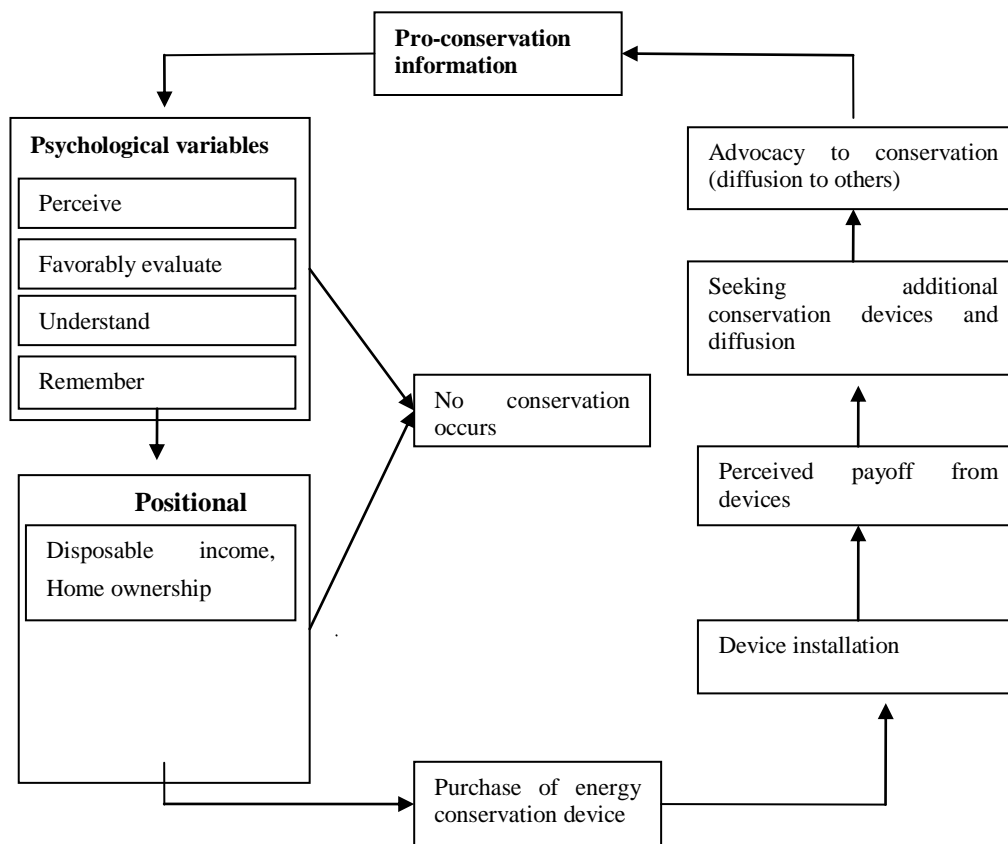 Pro-conservation
information
Psychological variables
Perceive
Favorably evaluate
Understand
Remember
Positional
Disposable income,
Home ownership
No conservation
occurs
Purchase of energy
conservation device
Device installation
Perceived payoff from
devices
Seeking additional
conservation devices and
diffusion
Advocacy to conservation
(diffusion to others)